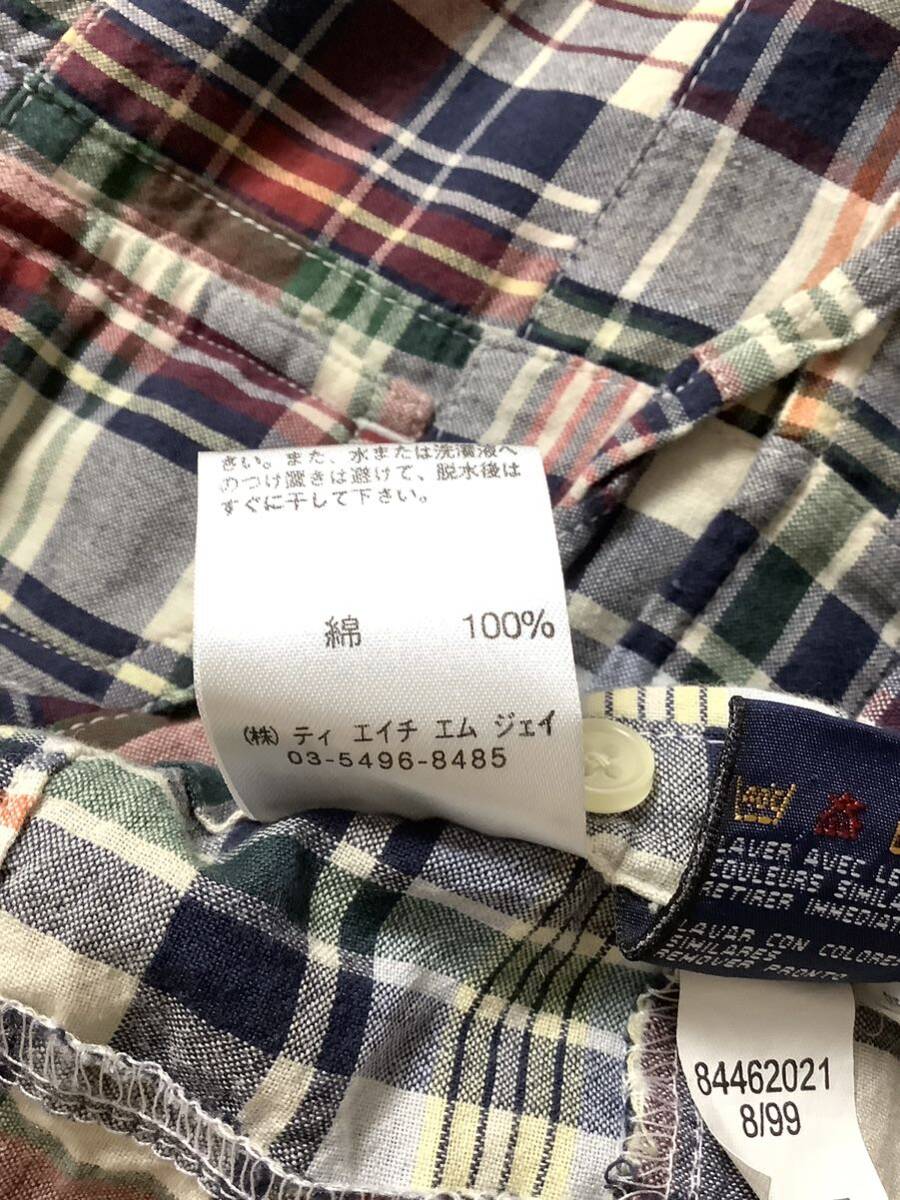 さい。また、水または洗濯液へ
のつけ置きは避けて、脱水後は
すぐに干して下さい。
綿 100%
(株) ティ エイチ エム ジェイ
03-5496-8485
LAVER AVEC LE
COULEURS SIMILA
RETIRER IMMEDIAT
LAVAR CON COLORES
SIMILARES
REMOVER PRONTO
84462021
8/99